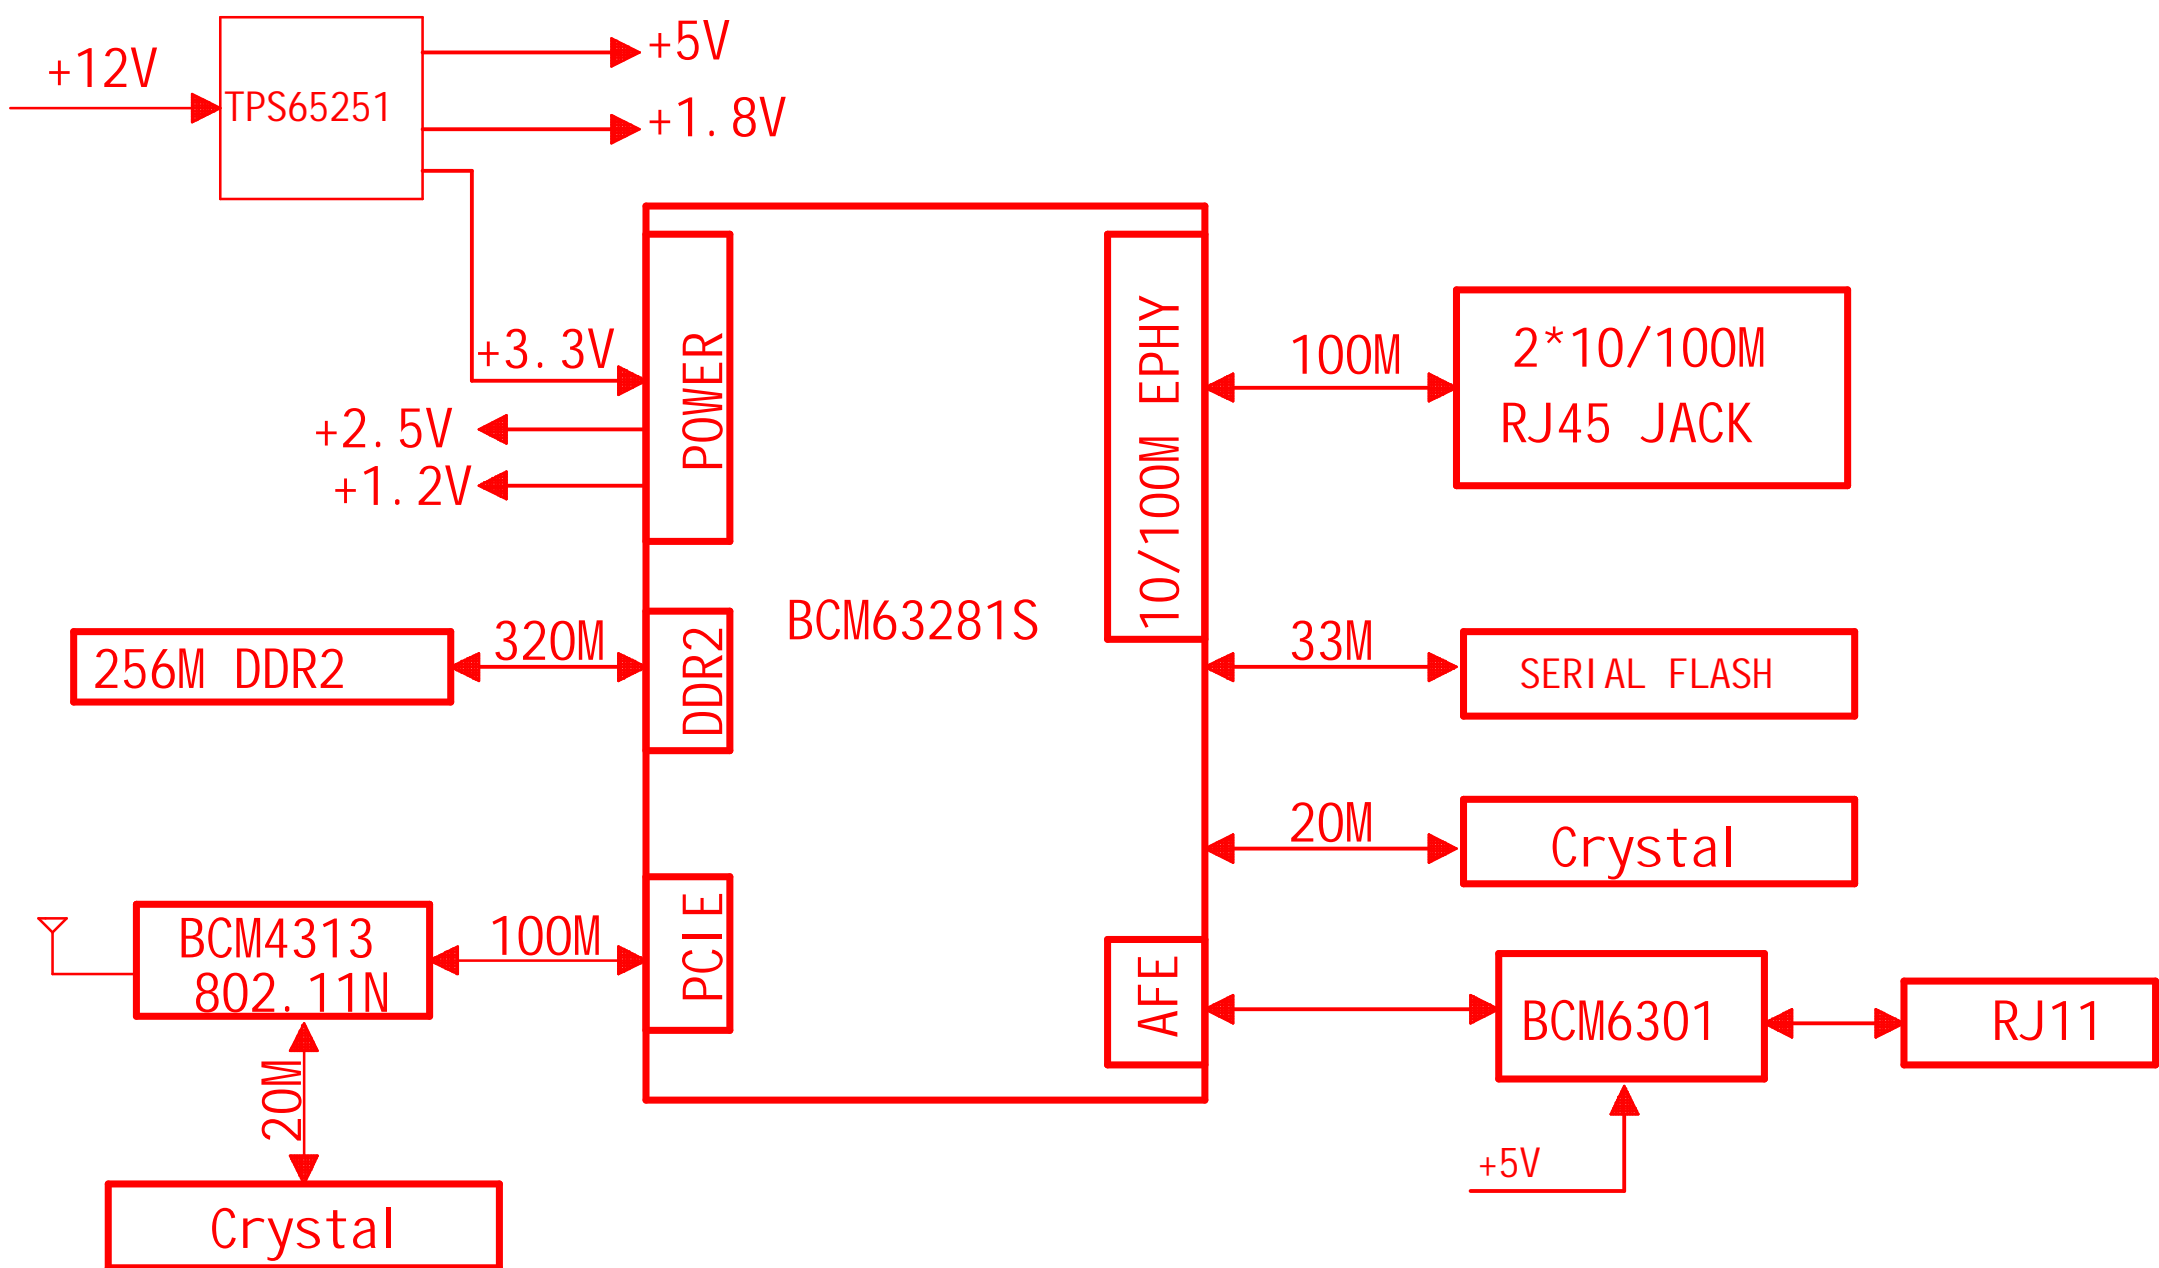 +12V
TPS65251
+5V
+1.8V
+3.3V
+2.5V
+1.2V
POWER
10/100M EPHY
100M
2*10/100M
RJ45 JACK
BCM63281S
256M DDR2
320M
DDR2
33M
SERIAL FLASH
20M
Crystal
BCM4313
802.11N
100M
PCIE
AFE
BCM6301
RJ11
20M
+5V
Crystal